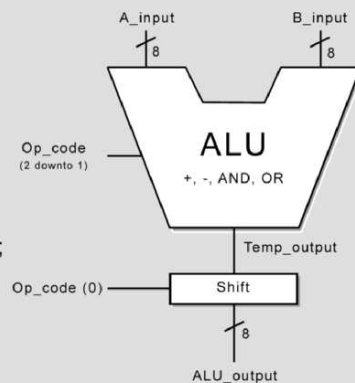 A_input B_input
8 8
ALU
Op_code
(2 downto 1)
+, -, AND, OR
;
Temp_output
Op_code (0) Shift
8
ALU_output